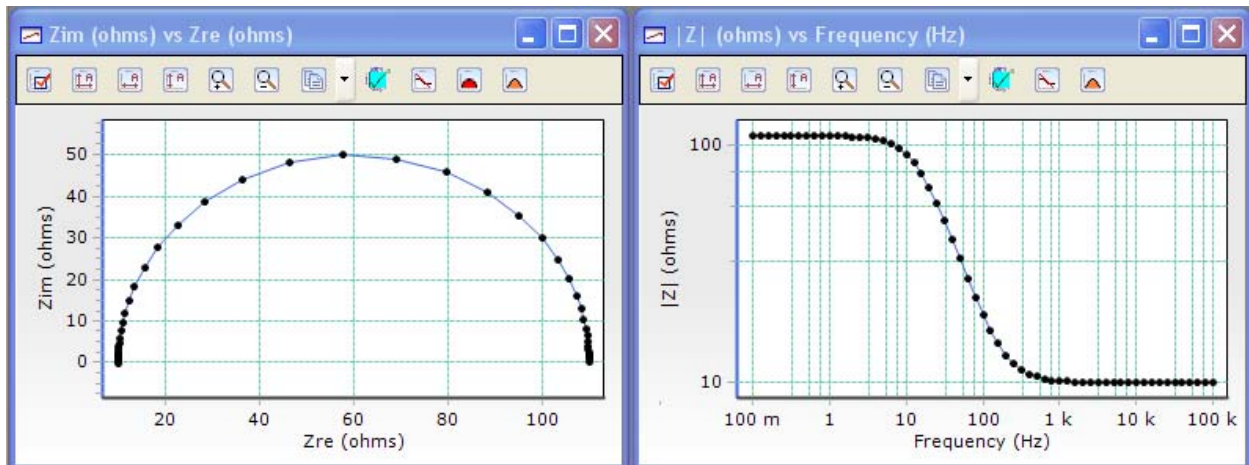 Zim (ohms) vs Zre (ohms)
50
40
30
20
10
0
Zim (ohms)
20 40 60 80 100
Zre (ohms)
|Z| (ohms) vs Frequency (Hz)
100
10
|Z| (ohms)
100 m 1 10 100 1 k 10 k 100 k
Frequency (Hz)